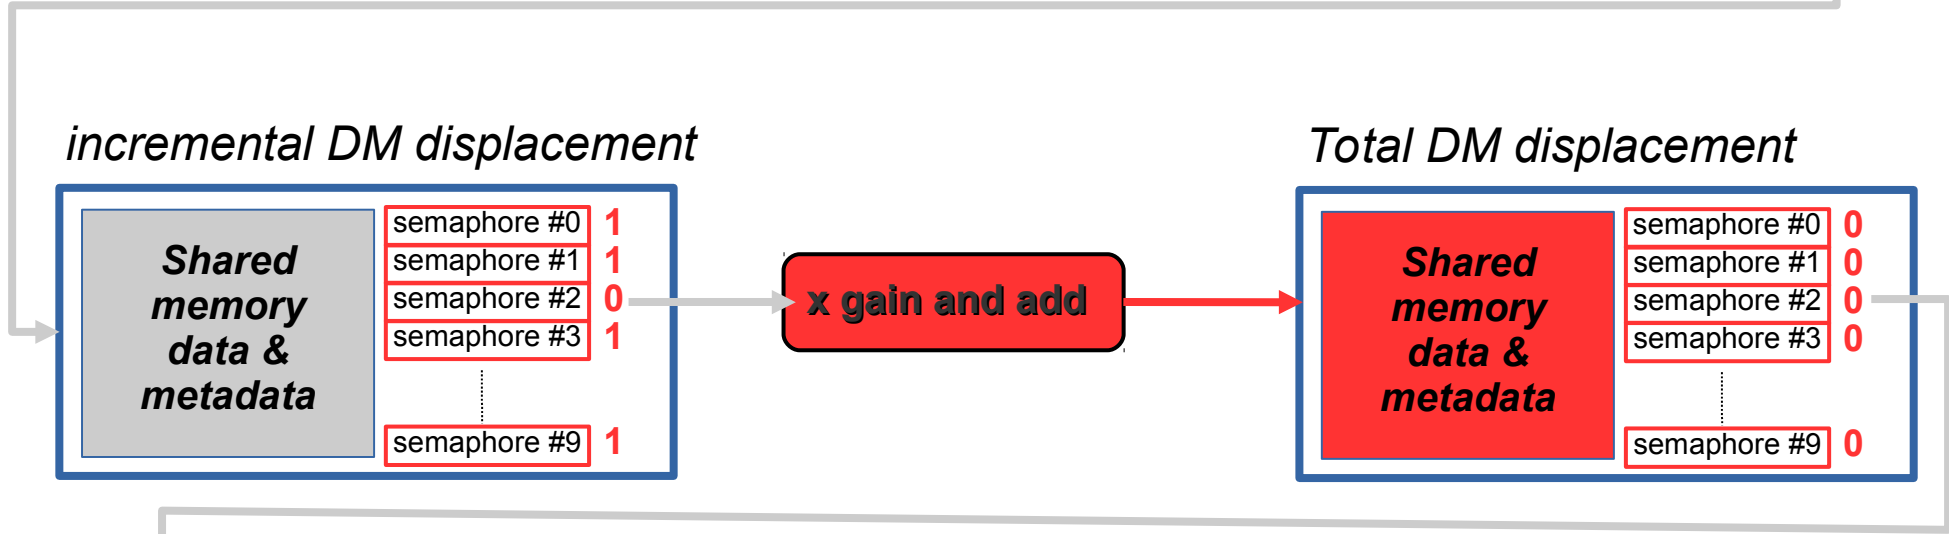 incremental DM displacement
Shared
memory
data &
metadata
semaphore #0 1
semaphore #1 1
semaphore #2 0
semaphore #3 1
semaphore #9 1
x gain and add
Total DM displacement
Shared
memory
data &
metadata
semaphore #0 0
semaphore #1 0
semaphore #2 0
semaphore #3 0
semaphore #9 0